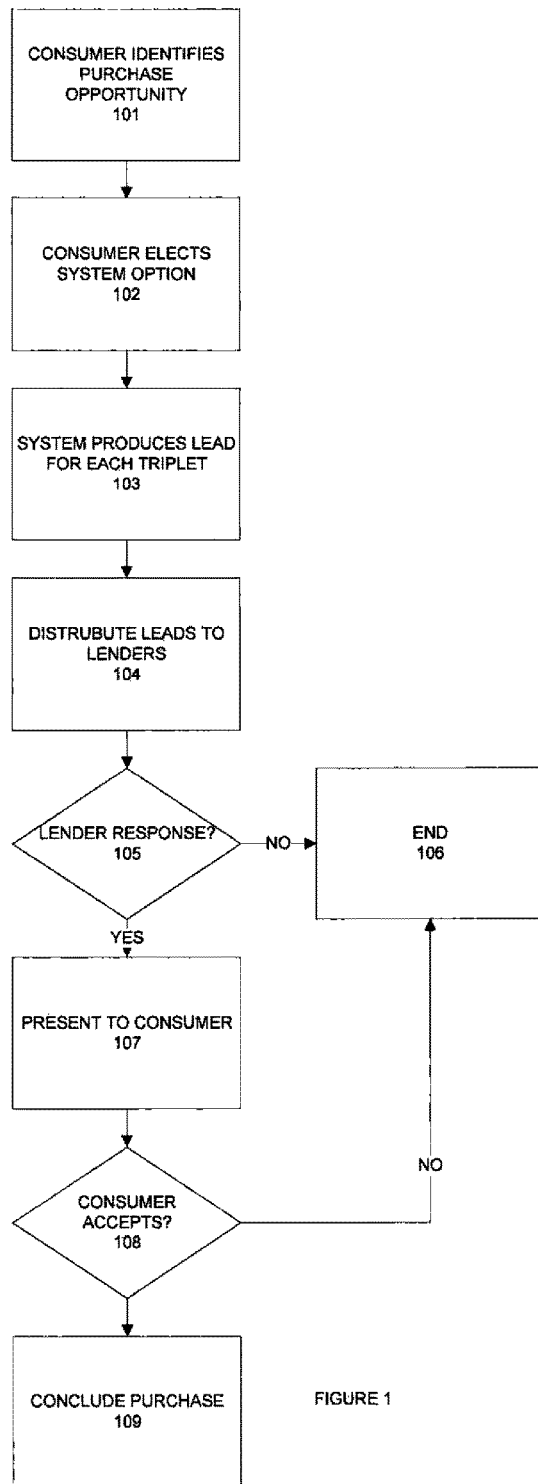 CONSUMER IDENTIFIES
PURCHASE
OPPORTUNITY
101
CONSUMER ELECTS
SYSTEM OPTION
102
SYSTEM PRODUCES LEAD
FOR EACH TRIPLET
103
DISTRUBUTE LEADS TO
LENDERS
104
LENDER RESPONSE?
105
NO
END
106
YES
PRESENT TO CONSUMER
107
NO
CONSUMER
ACCEPTS?
108
CONCLUDE PURCHASE
109
FIGURE 1